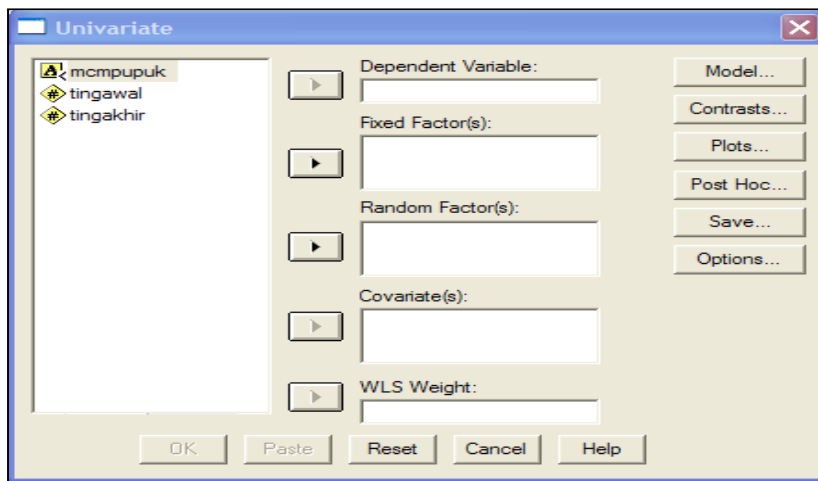 Univariate
mcmpupuk
tingawal
tingakhir
Dependent Variable:
Fixed Factor(s):
Random Factor(s):
Covariate(s):
WLS Weight:
Model...
Contrasts...
Plots...
Post Hoc...
Save...
Options...
OK
Paste
Reset
Cancel
Help